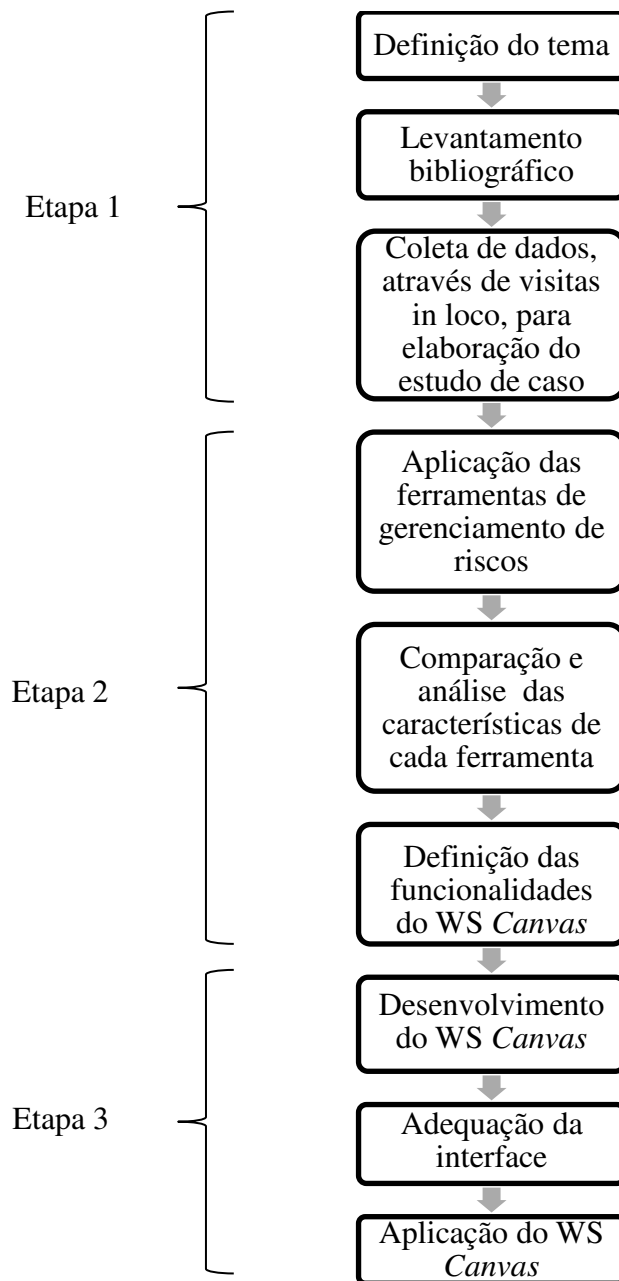 Definição do tema
Levantamento
bibliográfico
Etapa 1
Coleta de dados,
através de visitas
in loco, para
elaboração do
estudo de caso
Aplicação das
ferramentas de
gerenciamento de
riscos
Etapa 2
Comparação e
análise das
características de
cada ferramenta
Definição das
funcionalidades
do WS Canvas
Desenvolvimento
do WS Canvas
Etapa 3
Adequação da
interface
Aplicação do WS
Canvas